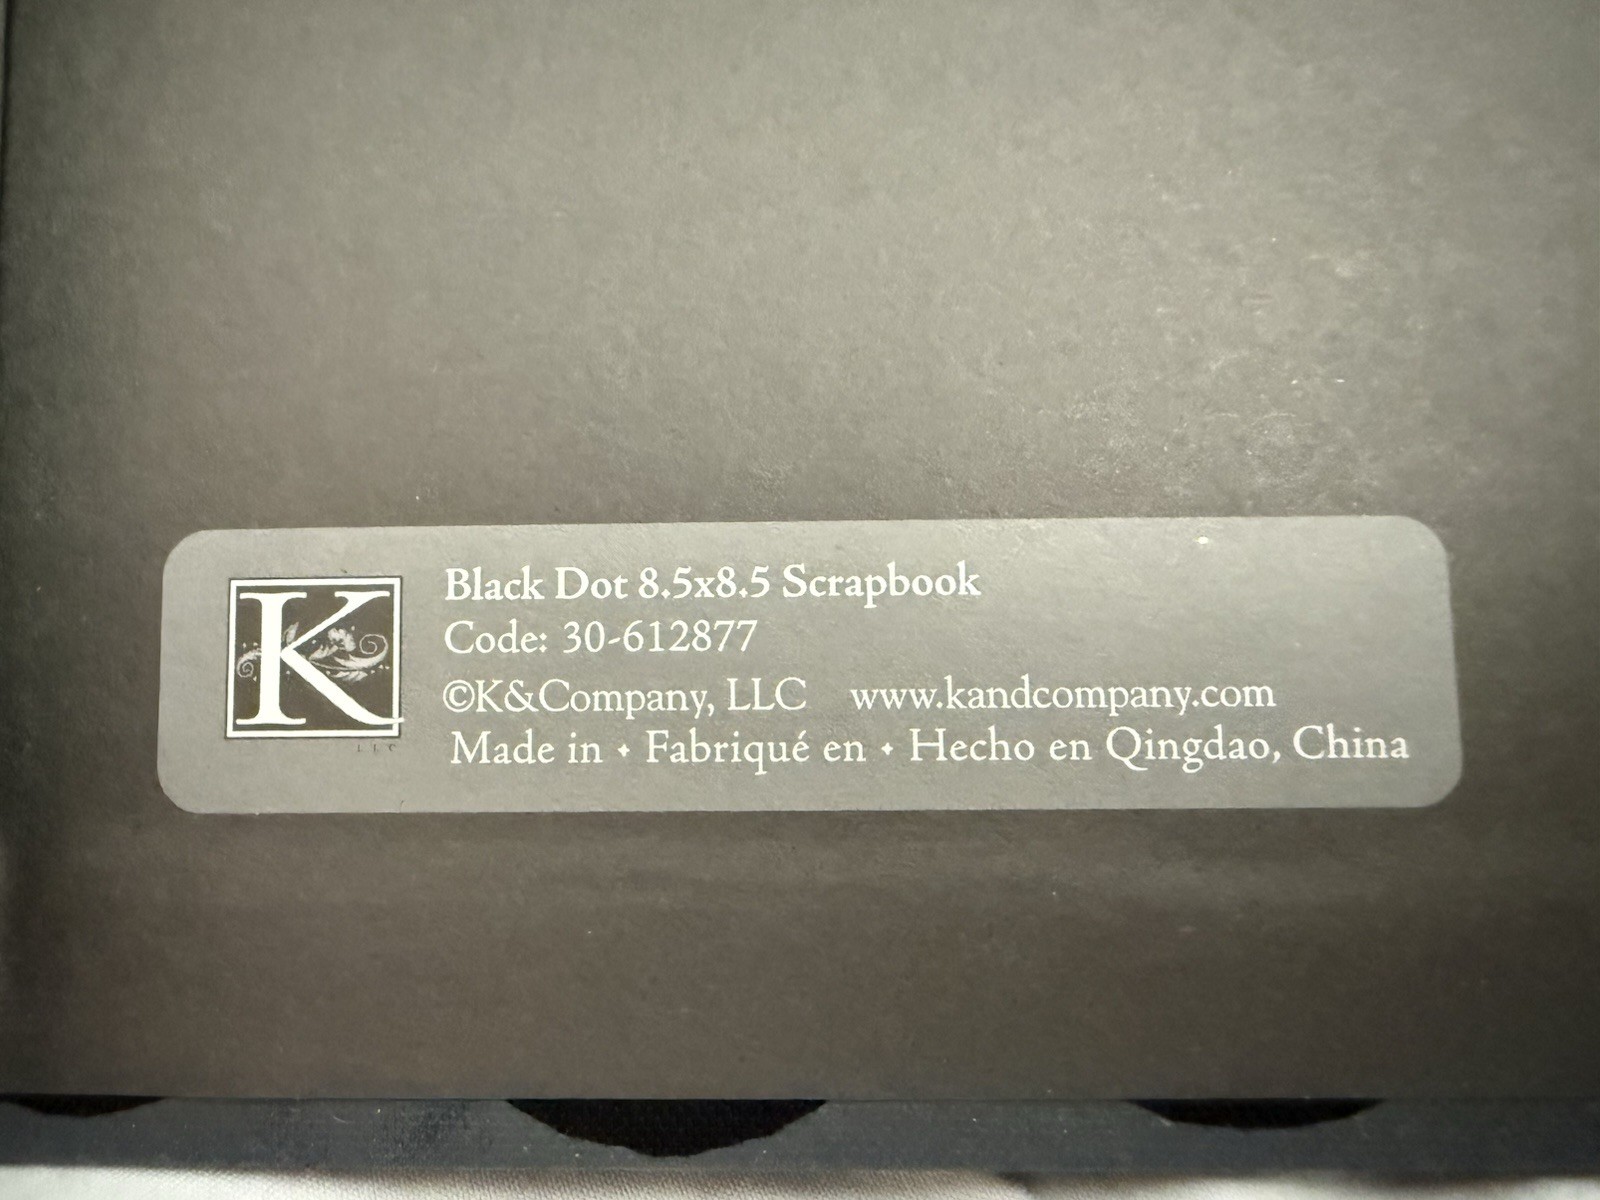 K
LLC
Black Dot 8.5x8.5 Scrapbook
Code: 30-612877
©K&Company, LLC www.kandcompany.com
Made in • Fabriqué en • Hecho en Qingdao, China